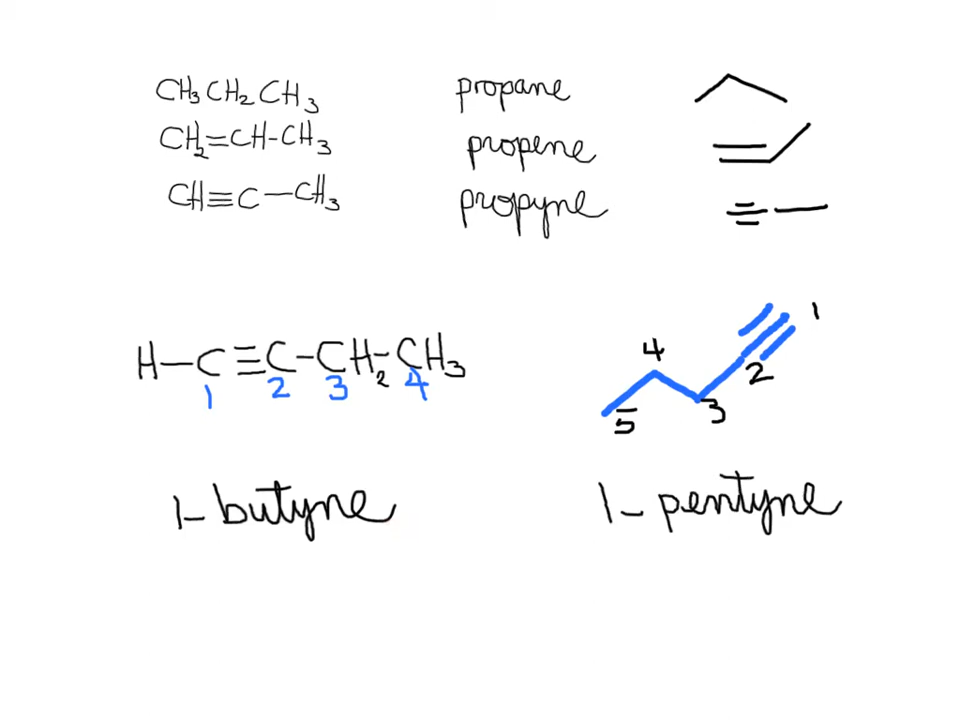 CH₃CH₂CH₃ propane
CH₂=CH-CH₃ propene
CH≡C—CH₃ propyne
H—C≡C-CH₂-CH₃
1 2 3 4
1
4
2
3
5
1-butyne 1-pentyne